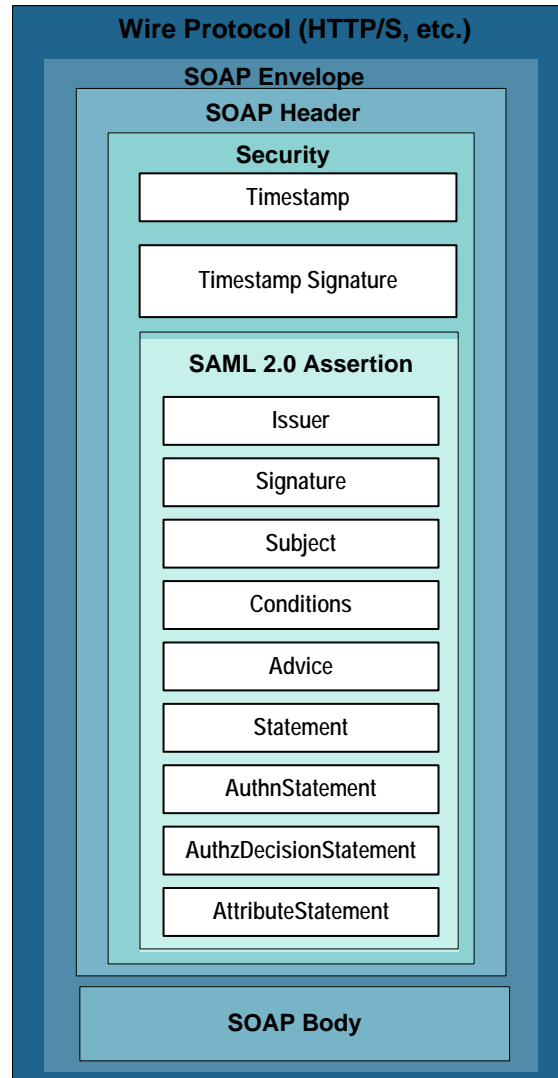 Wire Protocol (HTTP/S, etc.)
SOAP Envelope
SOAP Header
Security
Timestamp
Timestamp Signature
SAML 2.0 Assertion
Issuer
Signature
Subject
Conditions
Advice
Statement
AuthnStatement
AuthzDecisionStatement
AttributeStatement
SOAP Body